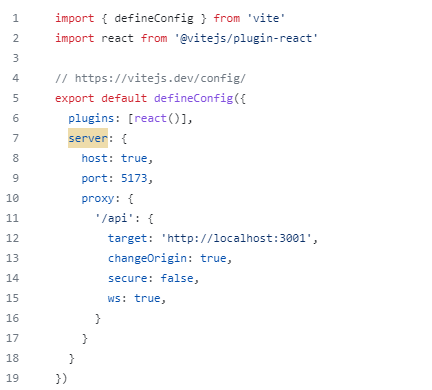 1 import { defineConfig } from 'vite'
2 import react from '@vitejs/plugin-react'
3
4 // https://vitejs.dev/config/
5 export default defineConfig({
6   plugins: [react()],
7   server: {
8     host: true,
9     port: 5173,
10     proxy: {
11       '/api': {
12         target: 'http://localhost:3001',
13         changeOrigin: true,
14         secure: false,
15         ws: true,
16       }
17     }
18   }
19 })